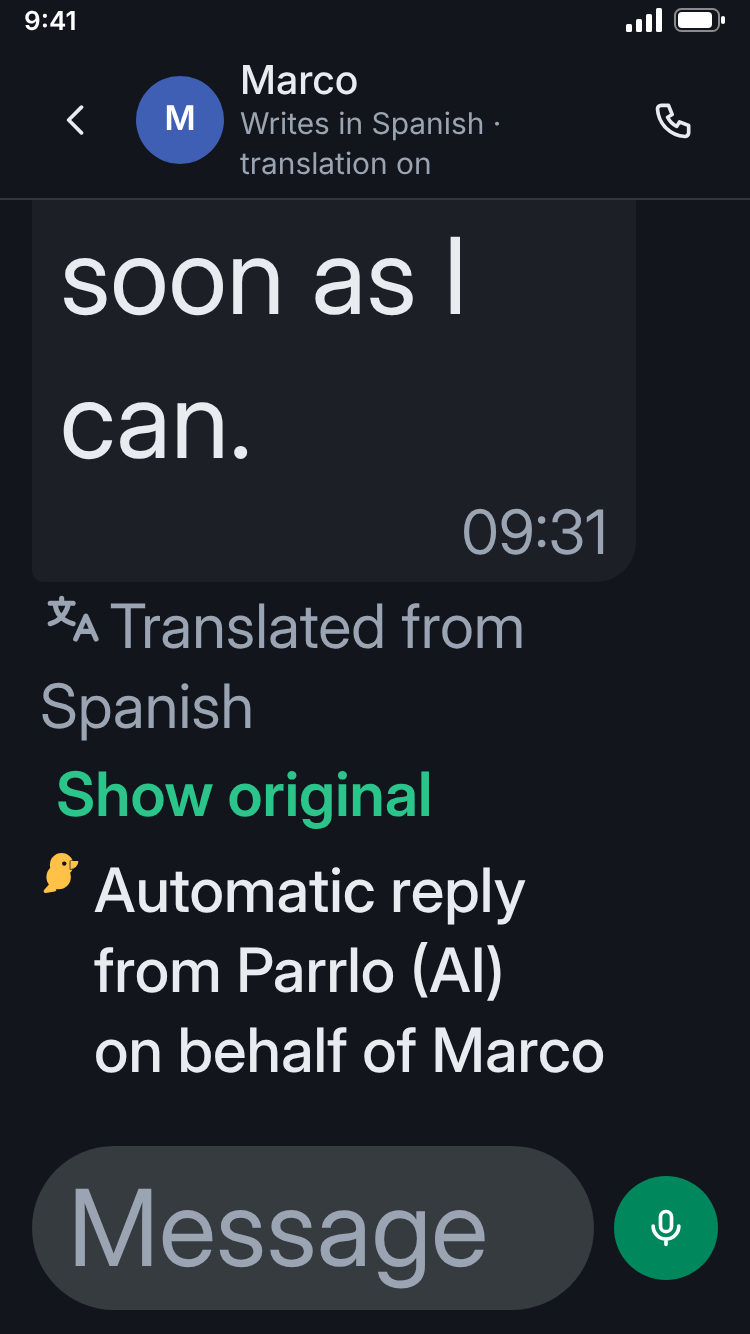 9:41
M
Marco
Writes in Spanish ·
translation on
soon as I
can.
09:31
Translated from
Spanish
Show original
Automatic reply
from Parrlo (AI)
on behalf of Marco
Message